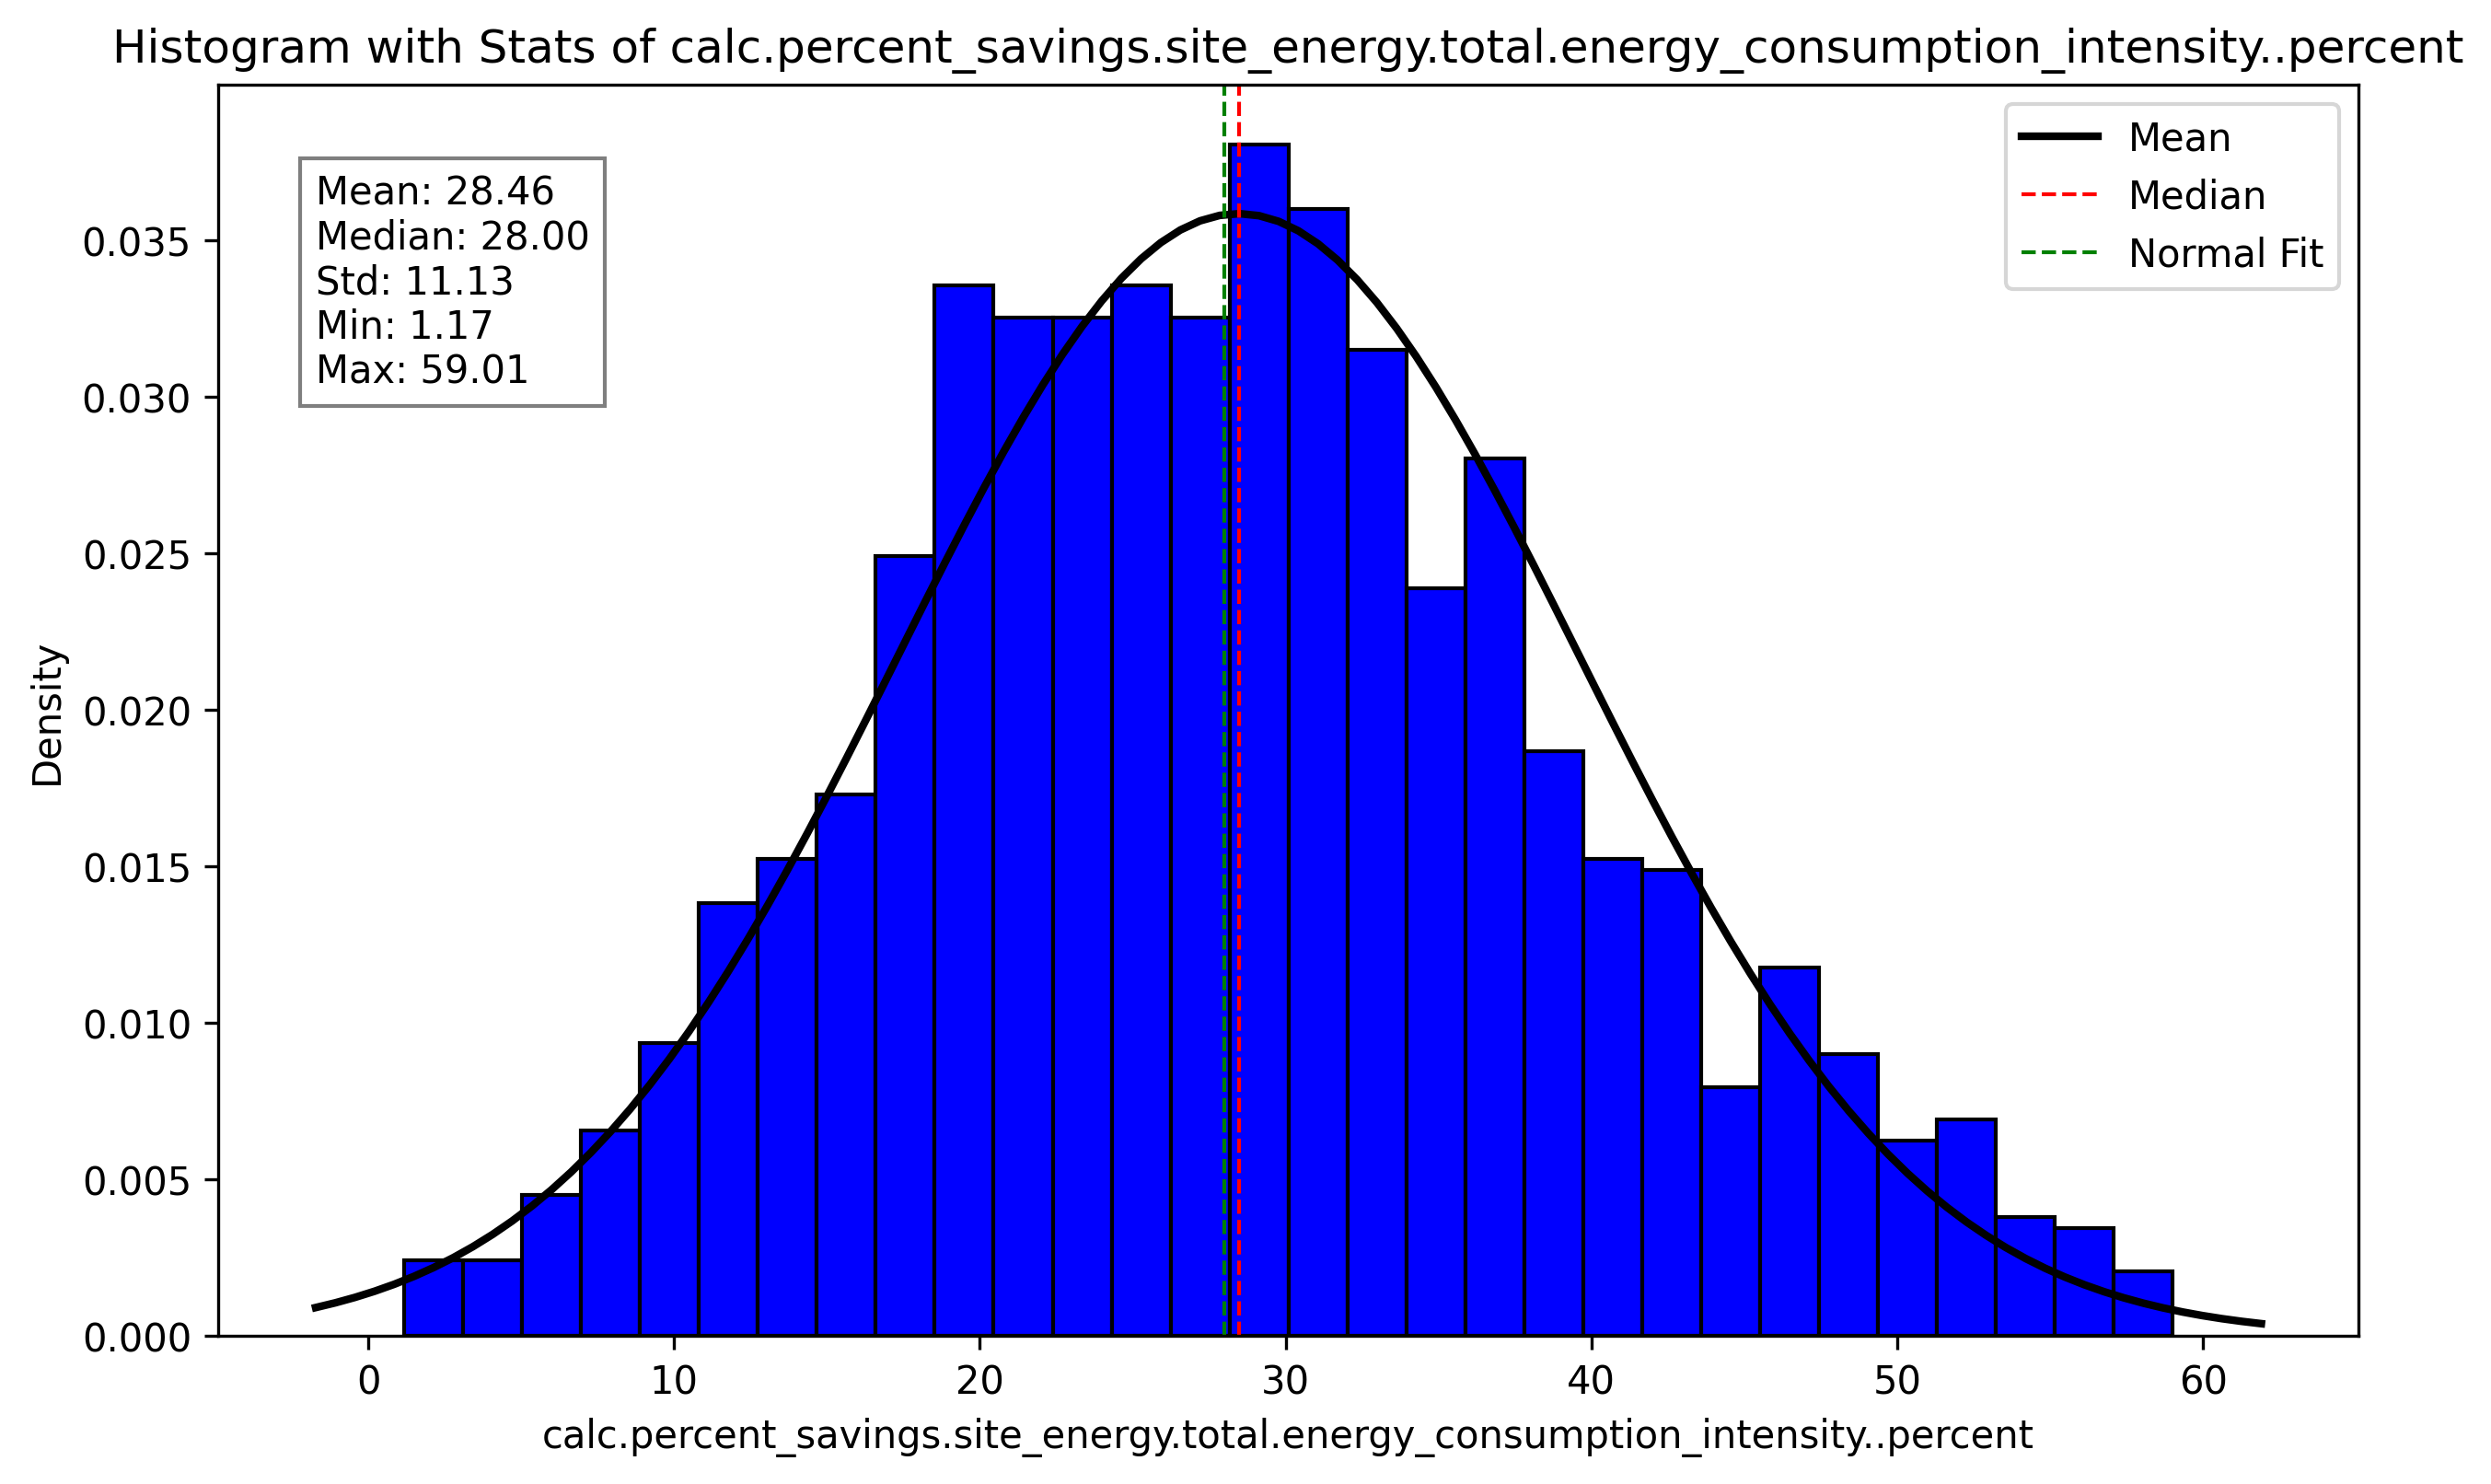 Histogram with Stats of calc.percent_savings.site_energy.total.energy_consumption_intensity..percent
Mean: 28.46
Median: 28.00
Std: 11.13
Min: 1.17
Max: 59.01
Mean
Median
Normal Fit
Density
0.035
0.030
0.025
0.020
0.015
0.010
0.005
0.000
0
10
20
30
40
50
60
calc.percent_savings.site_energy.total.energy_consumption_intensity..percent